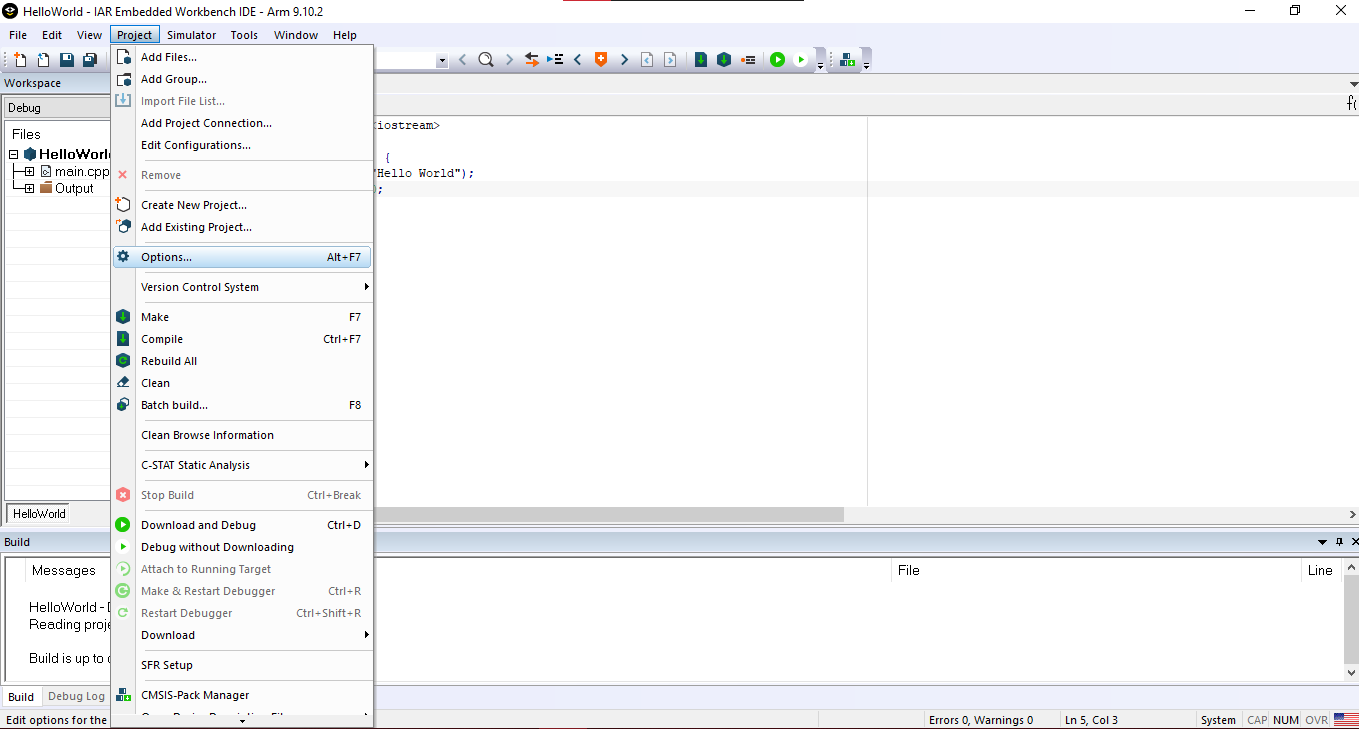 HelloWorld - IAR Embedded Workbench IDE - Arm 9.10.2
File Edit View Project Simulator Tools Window Help
Workspace
Debug
Files
HelloWorl
main.cpp
Output
HelloWorld
Add Files...
Add Group...
Import File List...
Add Project Connection...
Edit Configurations...
Remove
Create New Project...
Add Existing Project...
Options... Alt+F7
Version Control System
Make F7
Compile Ctrl+F7
Rebuild All
Clean
Batch build... F8
Clean Browse Information
C-STAT Static Analysis
Stop Build Ctrl+Break
Download and Debug Ctrl+D
Debug without Downloading
Attach to Running Target
Make & Restart Debugger Ctrl+R
Restart Debugger Ctrl+Shift+R
Download
SFR Setup
CMSIS-Pack Manager
iostream>
{
"Hello World");
);
Build
Messages File Line
HelloWorld -
Reading proje
Build is up to
Build Debug Log
Edit options for the
Errors 0, Warnings 0 Ln 5, Col 3 System CAP NUM OVR